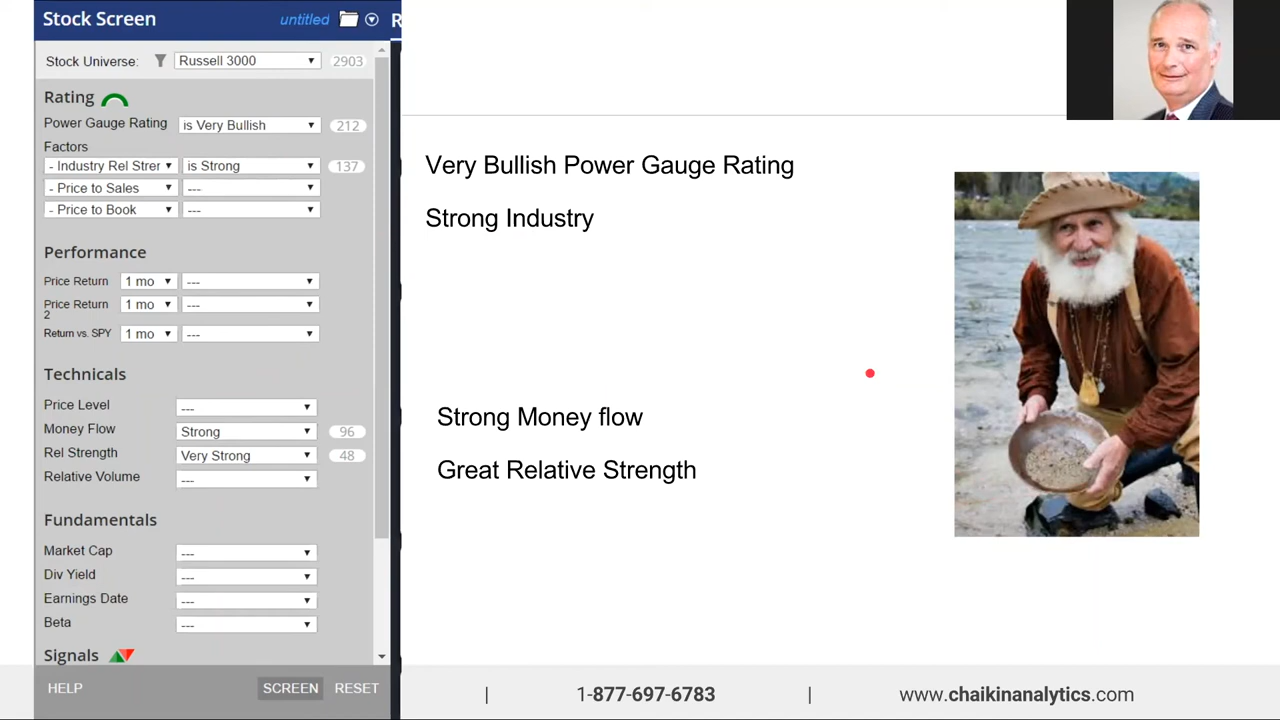 Stock Screen untitled R
Stock Universe: Russell 3000 2903
Rating
Power Gauge Rating is Very Bullish 212
Factors
- Industry Rel Strer is Strong 137
- Price to Sales ---
- Price to Book ---
Performance
Price Return 1 mo ---
Price Return 2 1 mo ---
Return vs. SPY 1 mo ---
Technicals
Price Level ---
Money Flow Strong 96
Rel Strength Very Strong 48
Relative Volume ---
Fundamentals
Market Cap ---
Div Yield ---
Earnings Date ---
Beta ---
Signals
HELP SCREEN RESET
Very Bullish Power Gauge Rating
Strong Industry
Strong Money flow
Great Relative Strength
| 1-877-697-6783 | www.chaikinanalytics.com